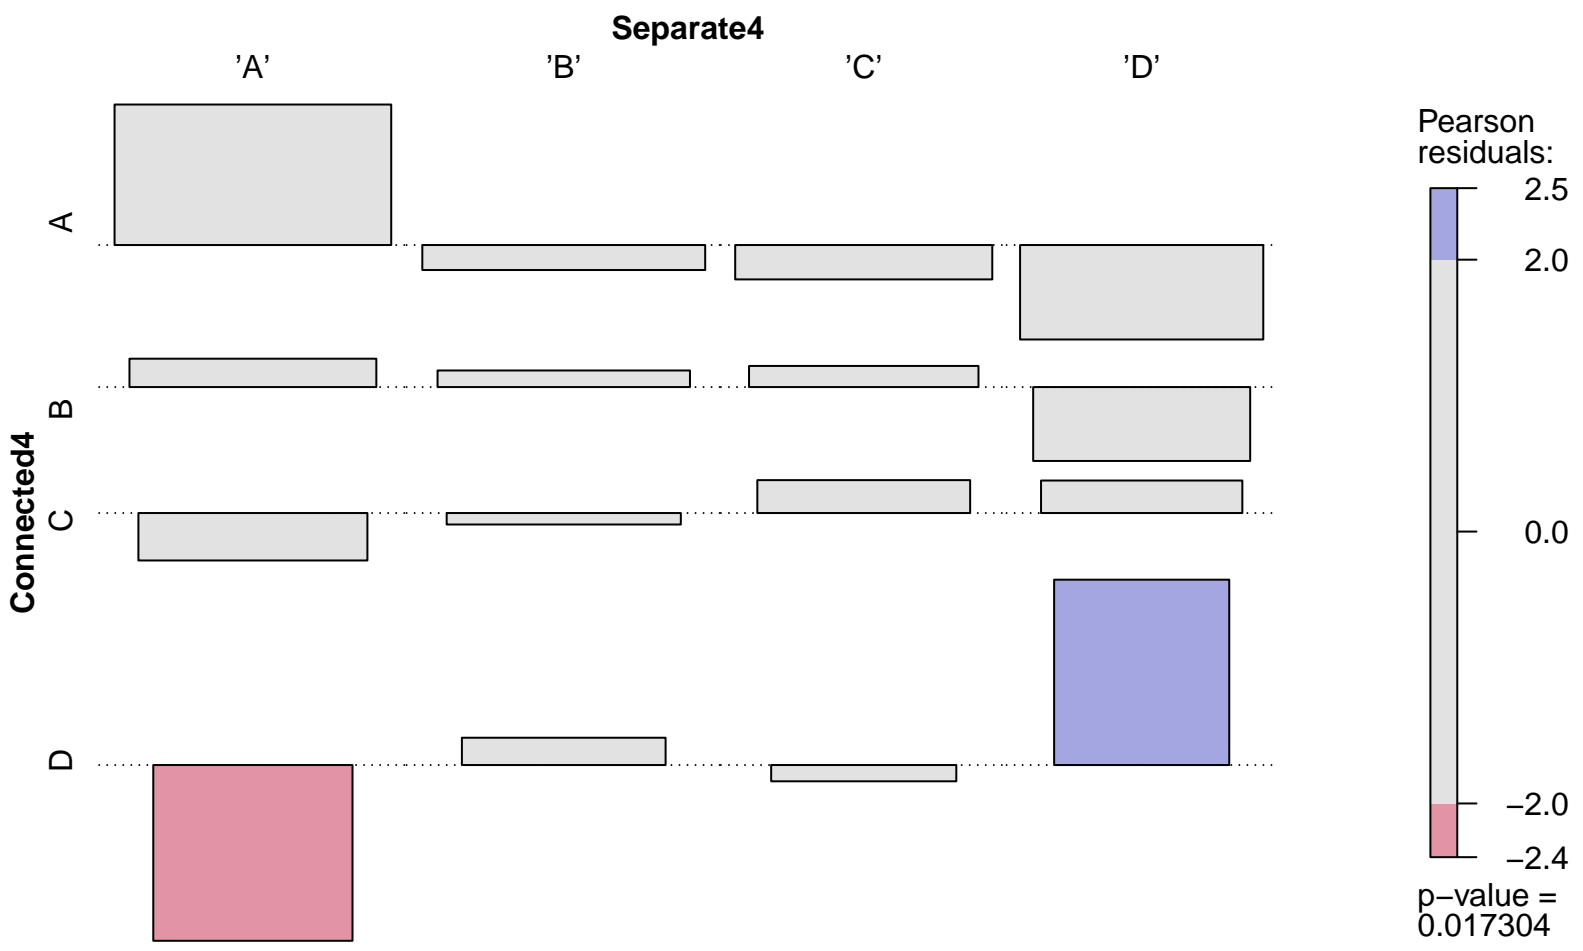 Separate4
’A’ ’B’ ’C’ ’D’
Connected4
A
B
C
D
Pearson
residuals:
2.5
2.0
0.0
−2.0
−2.4
p−value =
0.017304